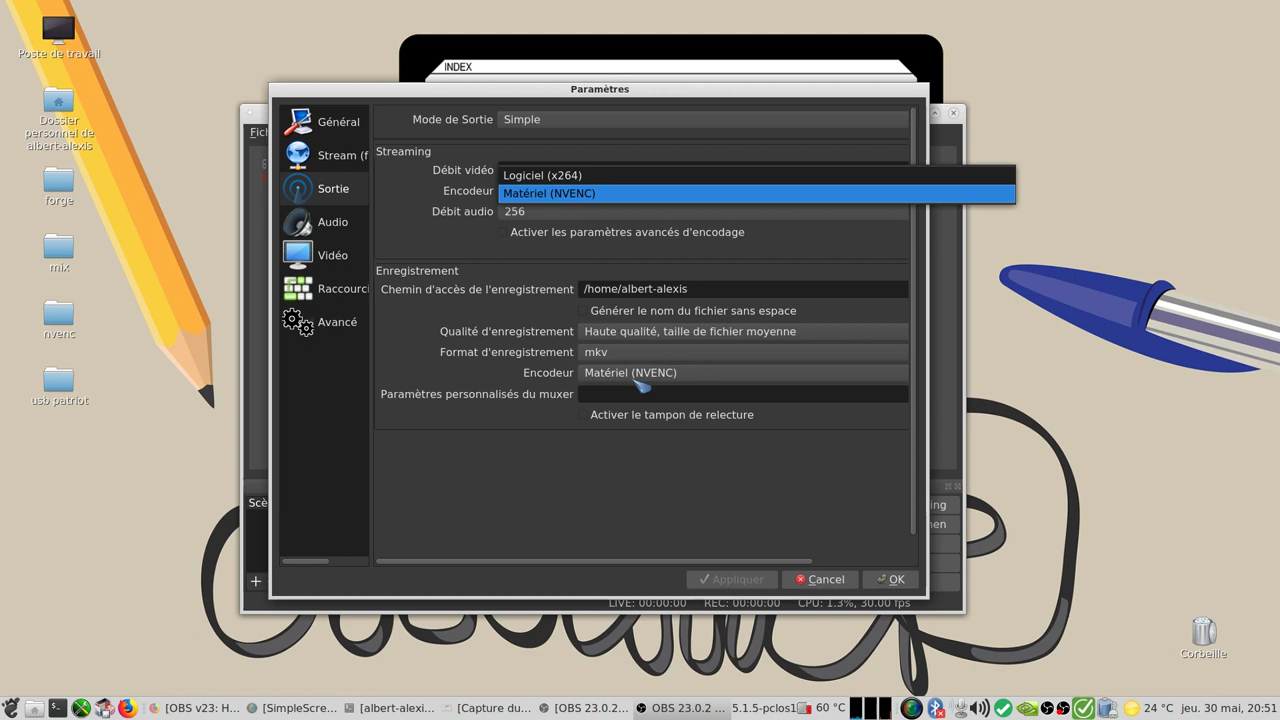 Poste de travail
Dossier
personnel de
albert-alexis
forge
mix
nvenc
usb patriot
INDEX
Paramètres
Fich
Général
Stream (f
Sortie
Audio
Vidéo
Raccourci
Avancé
Mode de Sortie Simple
Streaming
Débit vidéo
Logiciel (x264)
Encodeur
Matériel (NVENC)
Débit audio 256
Activer les paramètres avancés d'encodage
Enregistrement
Chemin d'accès de l'enregistrement /home/albert-alexis
Générer le nom du fichier sans espace
Qualité d'enregistrement Haute qualité, taille de fichier moyenne
Format d'enregistrement mkv
Encodeur Matériel (NVENC)
Paramètres personnalisés du muxer
Activer le tampon de relecture
Scè
ing
men
+
Appliquer Cancel OK
LIVE: 00:00:00 REC: 00:00:00 CPU: 1.3%, 30.00 fps
Corbeille
[OBS v23: H... [SimpleScre... [albert-alexi... [Capture du... [OBS 23.0.2... OBS 23.0.2 ... 5.1.5-pclos1 60 °C 24 °C jeu. 30 mai, 20:51